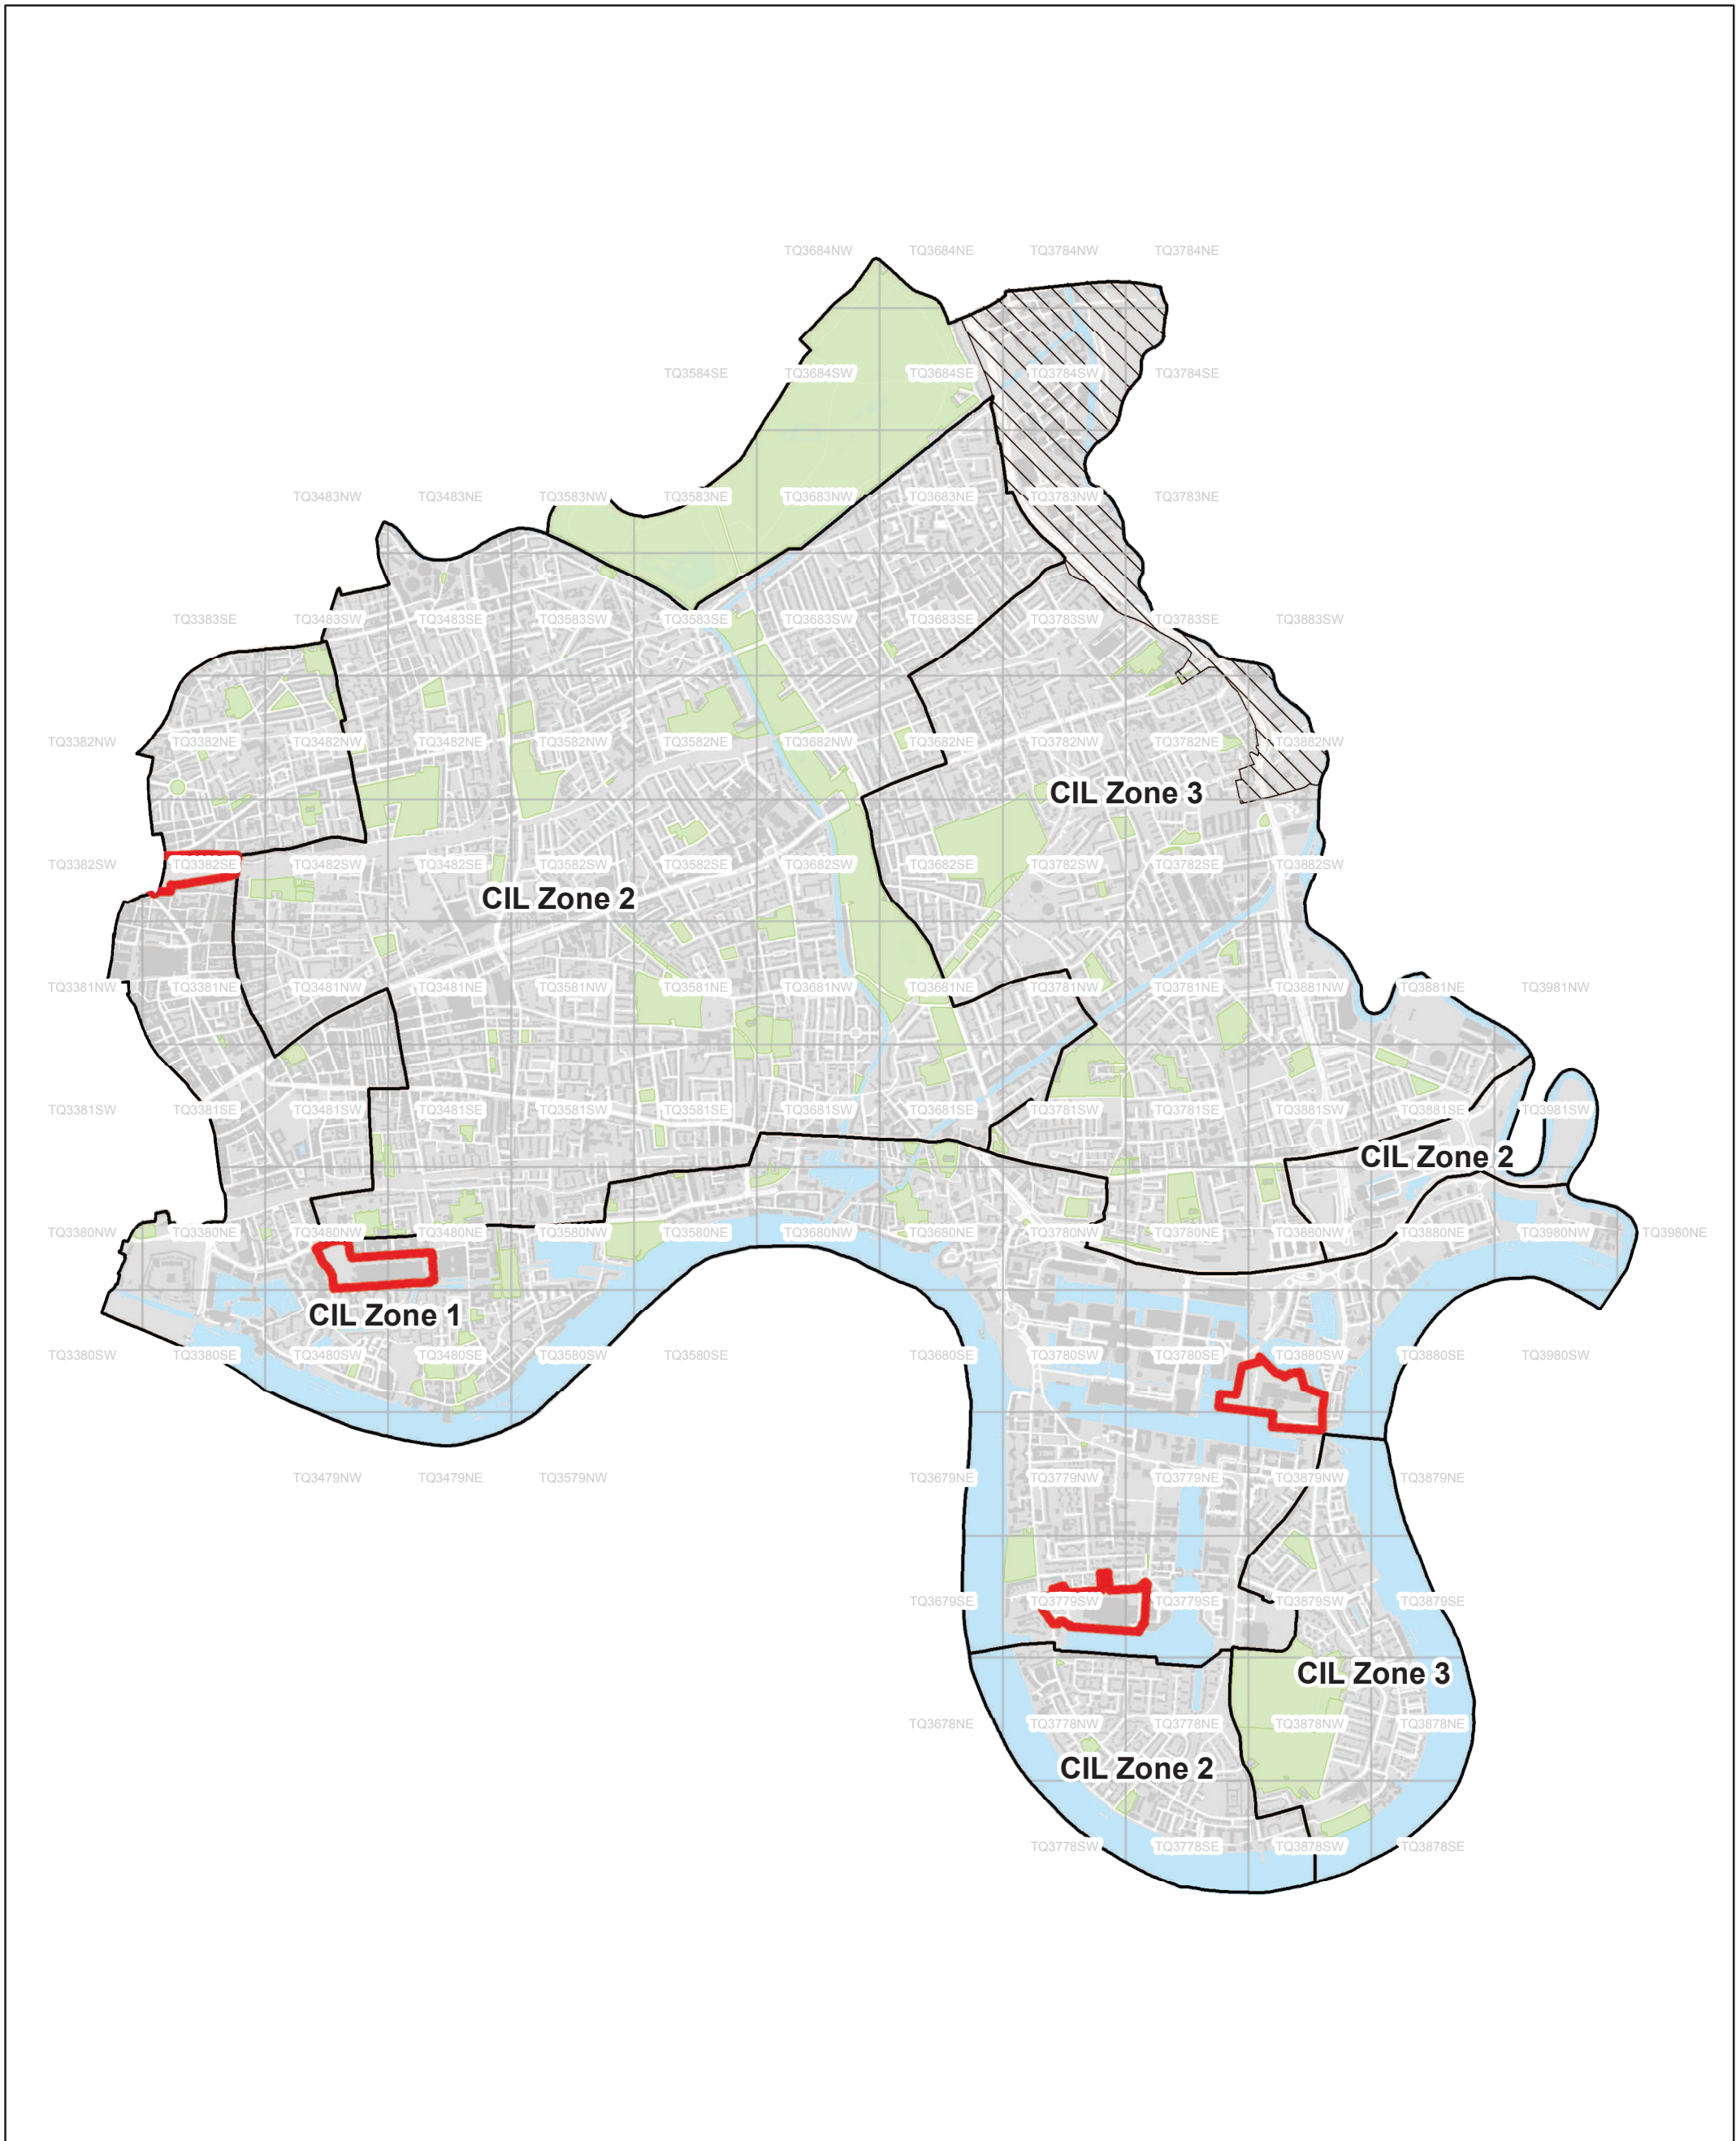 TQ3684NW TQ3684NE TQ3784NW TQ3784NE
TQ3584SE TQ3684SW TQ3684SE TQ3784SW TQ3784SE
TQ3483NW TQ3483NE TQ3583NW TQ3583NE TQ3683NW TQ3683NE TQ3783NW TQ3783NE
TQ3383SE TQ3483SW TQ3483SE TQ3583SW TQ3583SE TQ3683SW TQ3683SE TQ3783SW TQ3783SE TQ3883SW
TQ3382NW TQ3382NE TQ3482NW TQ3482NE TQ3582NW TQ3582NE TQ3682NW TQ3682NE TQ3782NW TQ3782NE TQ3882NW
CIL Zone 3
TQ3382SW TQ3382SE TQ3482SW TQ3482SE TQ3582SW TQ3582SE TQ3682SW TQ3682SE TQ3782SW TQ3782SE TQ3882SW
CIL Zone 2
TQ3381NW TQ3381NE TQ3481NW TQ3481NE TQ3581NW TQ3581NE TQ3681NW TQ3681NE TQ3781NW TQ3781NE TQ3881NW TQ3881NE TQ3981NW
TQ3381SW TQ3381SE TQ3481SW TQ3481SE TQ3581SW TQ3581SE TQ3681SW TQ3681SE TQ3781SW TQ3781SE TQ3881SW TQ3881SE TQ3981SW
CIL Zone 2
TQ3380NW TQ3380NE TQ3480NW TQ3480NE TQ3580NW TQ3580NE TQ3680NW TQ3680NE TQ3780NW TQ3780NE TQ3880NW TQ3880NE TQ3980NW TQ3980NE
CIL Zone 1
TQ3380SW TQ3380SE TQ3480SW TQ3480SE TQ3580SW TQ3580SE TQ3680SE TQ3780SW TQ3780SE TQ3880SW TQ3880SE TQ3980SW
TQ3479NW TQ3479NE TQ3579NW TQ3679NE TQ3779NW TQ3779NE TQ3879NW TQ3879NE
TQ3679SE TQ3779SW TQ3779SE TQ3879SW TQ3879SE
CIL Zone 3
TQ3678NE TQ3778NW TQ3778NE TQ3878NW TQ3878NE
CIL Zone 2
TQ3778SW TQ3778SE TQ3878SW TQ3878SE